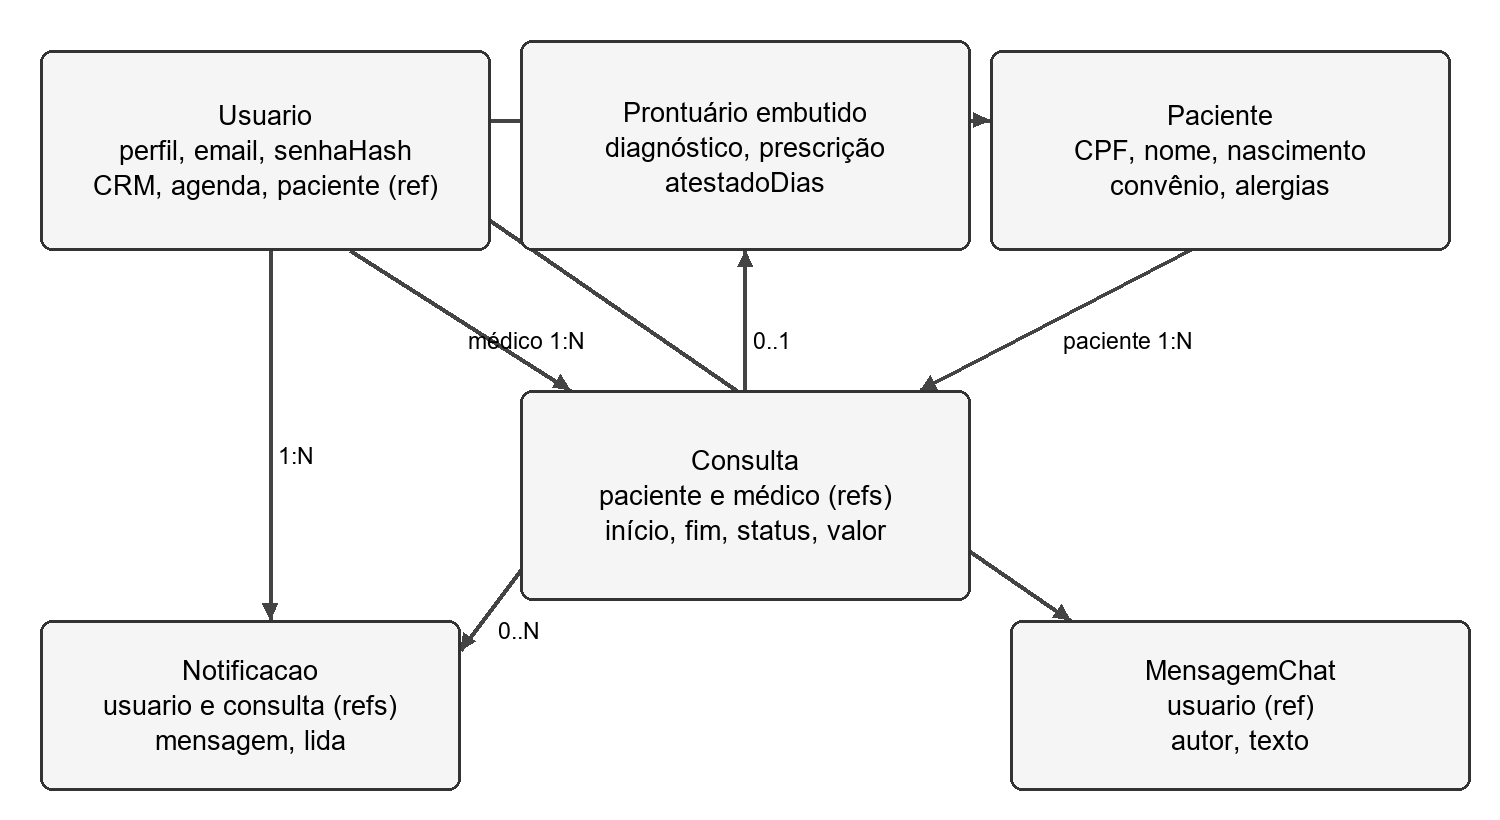 Usuario
perfil, email, senhaHash
CRM, agenda, paciente (ref)
Prontuário embutido
diagnóstico, prescrição
atestadoDias
Paciente
CPF, nome, nascimento
convênio, alergias
médico 1:N
0..1
paciente 1:N
1:N
Consulta
paciente e médico (refs)
início, fim, status, valor
0..N
Notificacao
usuario e consulta (refs)
mensagem, lida
MensagemChat
usuario (ref)
autor, texto